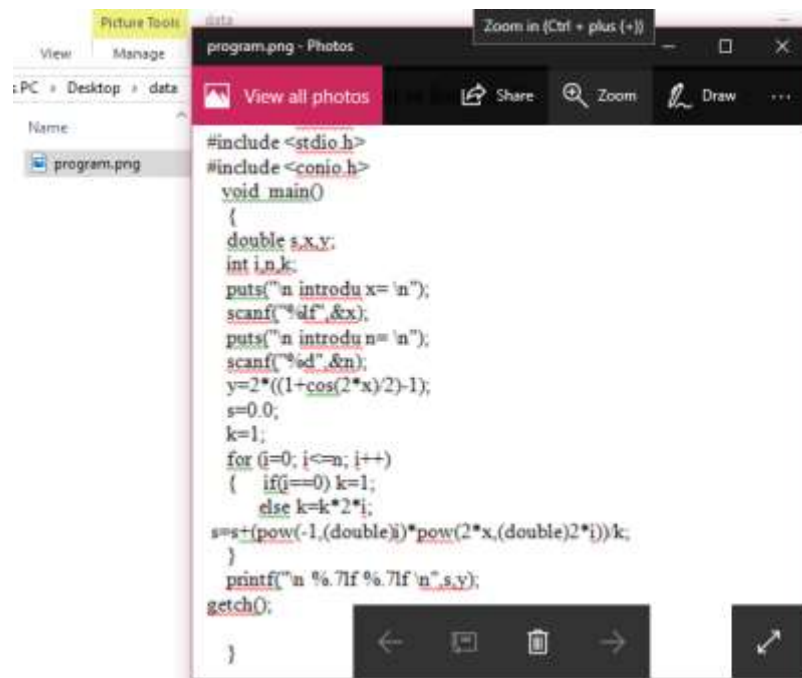 Picture Tools
data
Zoom in (Ctrl + plus (+))
View
Manage
program.png - Photos
PC › Desktop › data
View all photos
Share
Zoom
Draw
Name
program.png
#include <stdio.h>
#include <conio.h>
void main()
{
double s,x,y;
int i,n,k;
puts("\n introdu x= \n");
scanf("%lf",&x);
puts("\n introdu n= \n");
scanf("%d",&n);
y=2*((1+cos(2*x)/2)-1);
s=0.0;
k=1;
for (i=0; i<=n; i++)
{ if(i==0) k=1;
else k=k*2*i;
s=s+(pow(-1,(double)i)*pow(2*x,(double)2*i))/k;
}
printf("\n %.7lf %.7lf \n",s,y);
getch();
}